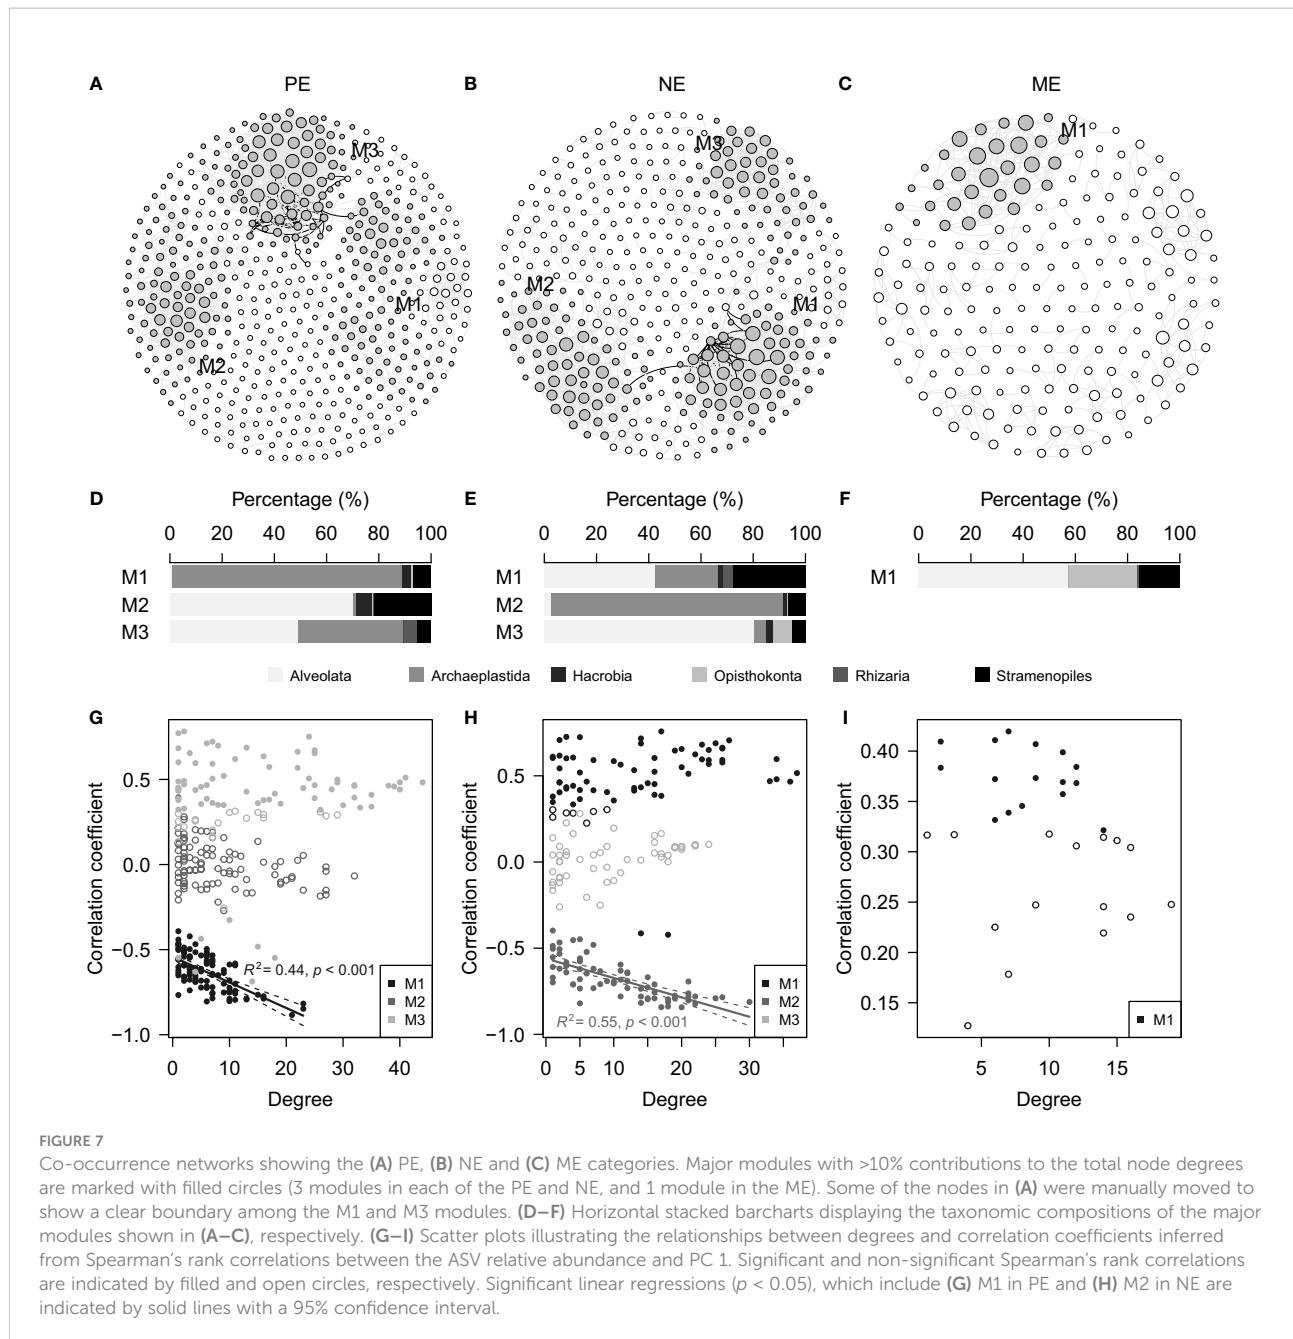 A PE B NE C ME
M3 M1 M2
M3 M2 M1
M1
D Percentage (%) E Percentage (%) F Percentage (%)
0 20 40 60 80 100 0 20 40 60 80 100 0 20 40 60 80 100
M1 M1 M1
M2 M2
M3 M3
Alveolata Archaeplastida Hacrobia Opisthokonta Rhizaria Stramenopiles
G H I
Correlation coefficient
0.5
0.0
−0.5
−1.0
R² = 0.44, p < 0.001
M1
M2
M3
0 10 20 30 40
Degree
Correlation coefficient
0.5
0.0
−0.5
−1.0
R² = 0.55, p < 0.001
M1
M2
M3
0 5 10 20 30
Degree
Correlation coefficient
0.40
0.35
0.30
0.25
0.20
0.15
M1
5 10 15
Degree
FIGURE 7
Co-occurrence networks showing the (A) PE, (B) NE and (C) ME categories. Major modules with >10% contributions to the total node degrees
are marked with filled circles (3 modules in each of the PE and NE, and 1 module in the ME). Some of the nodes in (A) were manually moved to
show a clear boundary among the M1 and M3 modules. (D–F) Horizontal stacked barcharts displaying the taxonomic compositions of the major
modules shown in (A–C), respectively. (G–I) Scatter plots illustrating the relationships between degrees and correlation coefficients inferred
from Spearman's rank correlations between the ASV relative abundance and PC 1. Significant and non-significant Spearman's rank correlations
are indicated by filled and open circles, respectively. Significant linear regressions (p < 0.05), which include (G) M1 in PE and (H) M2 in NE are
indicated by solid lines with a 95% confidence interval.